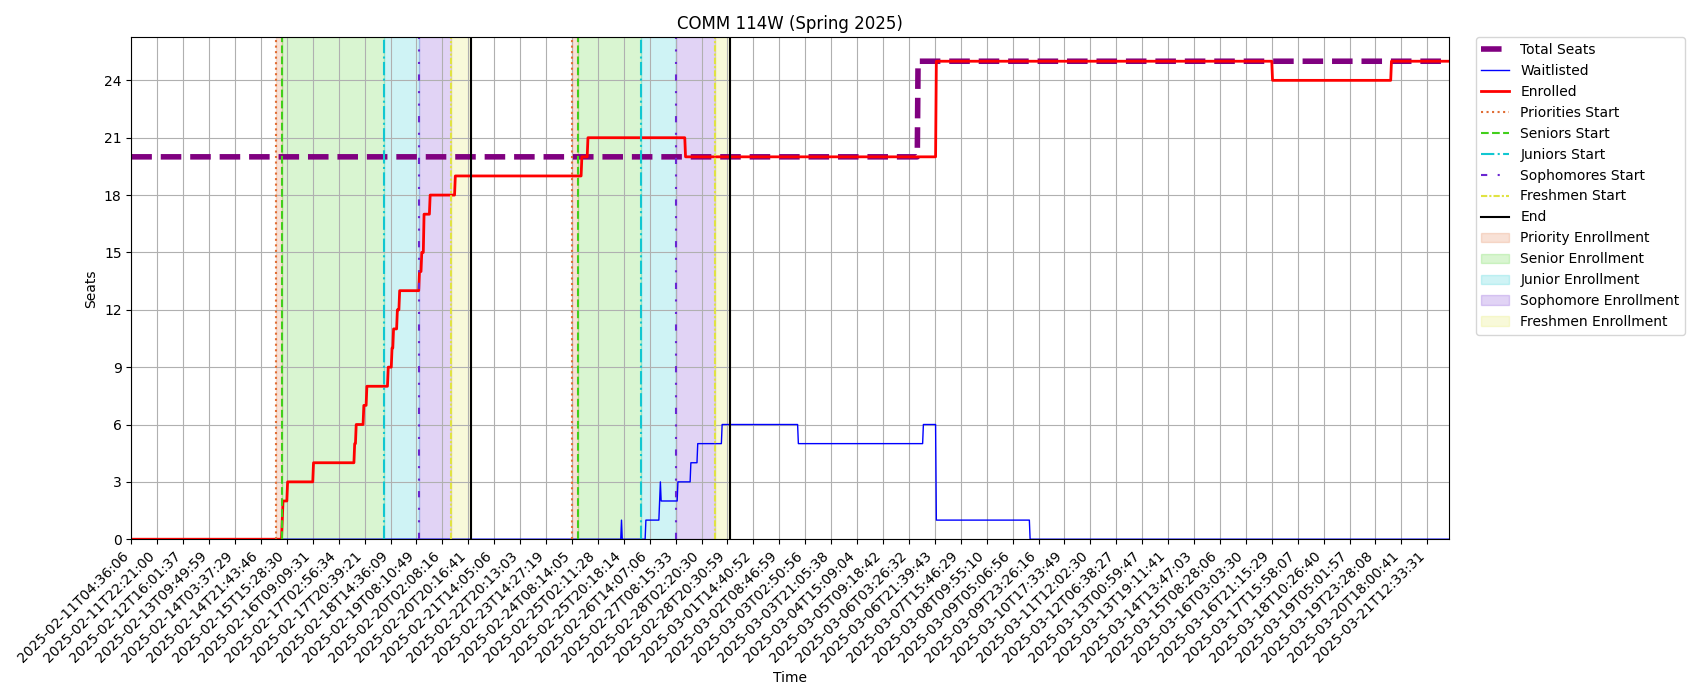 COMM 114W (Spring 2025)
Total Seats
Waitlisted
Enrolled
Priorities Start
Seniors Start
Juniors Start
Sophomores Start
Freshmen Start
End
Priority Enrollment
Senior Enrollment
Junior Enrollment
Sophomore Enrollment
Freshmen Enrollment
Seats
24
21
18
15
12
9
6
3
0
2025-02-11T04:36:06
2025-02-11T22:21:00
2025-02-12T16:01:37
2025-02-13T09:49:59
2025-02-14T03:37:29
2025-02-14T21:43:46
2025-02-15T15:28:30
2025-02-16T09:09:31
2025-02-17T02:56:34
2025-02-17T20:39:21
2025-02-18T14:36:09
2025-02-19T08:10:49
2025-02-20T02:08:16
2025-02-20T20:16:41
2025-02-21T14:05:06
2025-02-22T20:13:03
2025-02-23T14:27:19
2025-02-24T08:14:05
2025-02-25T02:11:28
2025-02-25T20:18:14
2025-02-26T14:07:06
2025-02-27T08:15:33
2025-02-28T02:20:30
2025-02-28T20:30:59
2025-03-01T14:40:52
2025-03-02T08:46:59
2025-03-03T02:50:56
2025-03-03T21:05:38
2025-03-04T15:09:04
2025-03-05T09:18:42
2025-03-06T03:26:32
2025-03-06T21:39:43
2025-03-07T15:46:29
2025-03-08T09:55:10
2025-03-09T05:06:56
2025-03-09T23:26:16
2025-03-10T17:33:49
2025-03-11T12:02:30
2025-03-12T06:38:27
2025-03-13T00:59:47
2025-03-13T19:11:41
2025-03-14T13:47:03
2025-03-15T08:28:06
2025-03-16T03:03:30
2025-03-16T21:15:29
2025-03-17T15:58:07
2025-03-18T10:26:40
2025-03-19T05:01:57
2025-03-19T23:28:08
2025-03-20T18:00:41
2025-03-21T12:33:31
Time